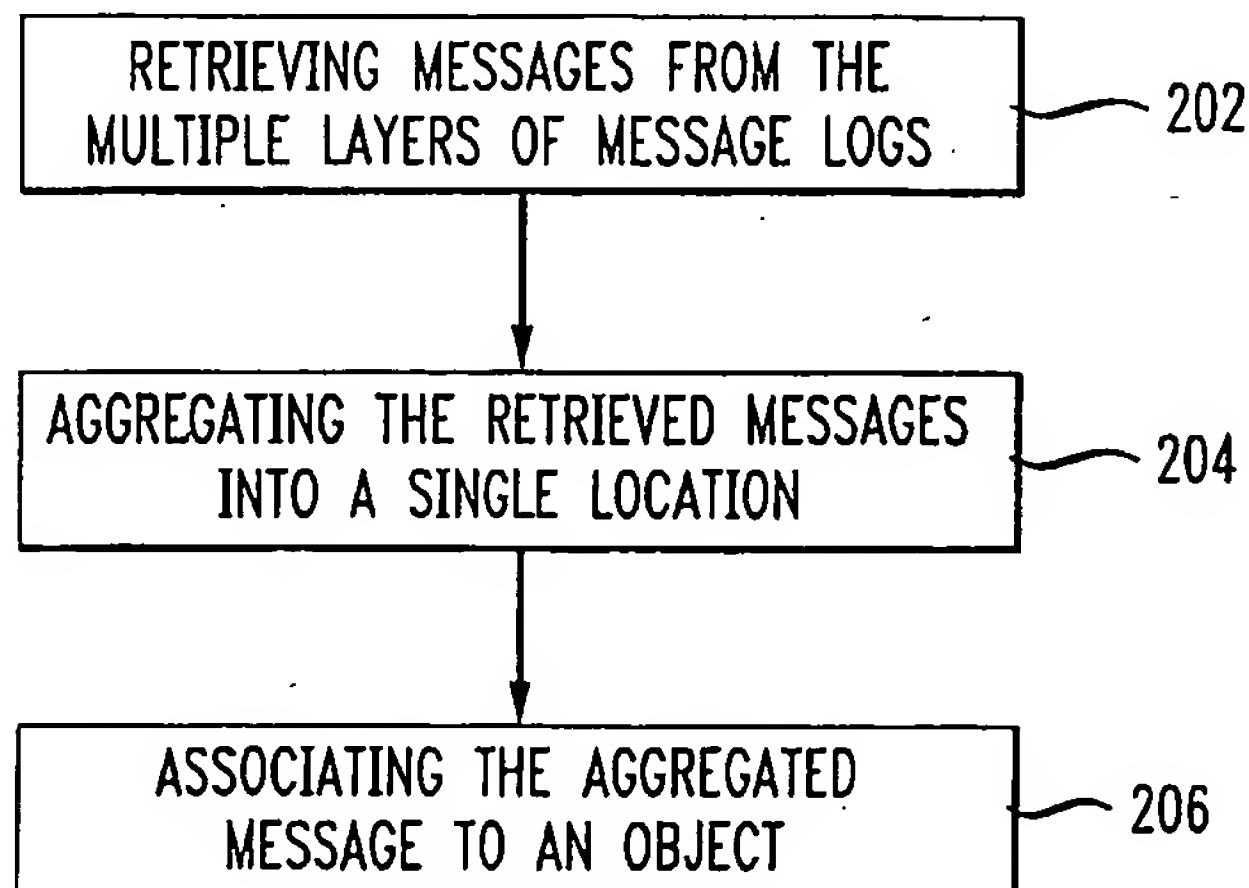 RETRIEVING MESSAGES FROM THE
MULTIPLE LAYERS OF MESSAGE LOGS
202
AGGREGATING THE RETRIEVED MESSAGES
INTO A SINGLE LOCATION
204
ASSOCIATING THE AGGREGATED
MESSAGE TO AN OBJECT
206